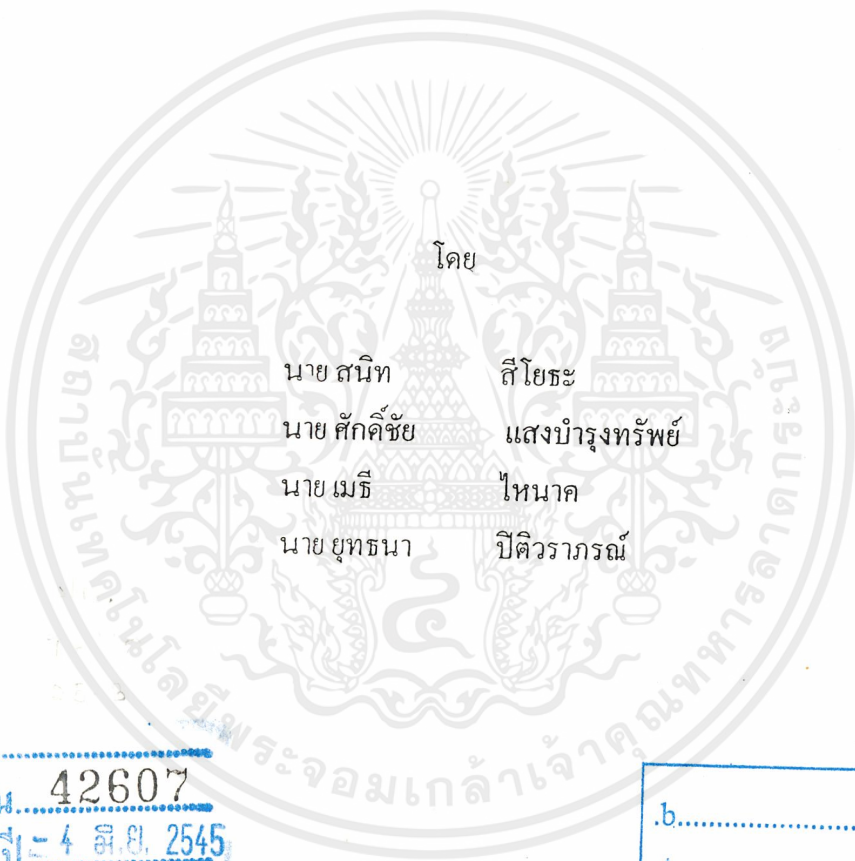 โดย
นาย สนิท สีโยธะ
นาย ศักดิ์ชัย แสงบำรุงทรัพย์
นาย เมธี ไหนาค
นาย ยุทธนา ปีติวราภรณ์
สถาบันเทคโนโลยีพระจอมเกล้าเจ้าคุณทหารลาดกระบัง
42607
- 4 มิ.ย. 2545
.b